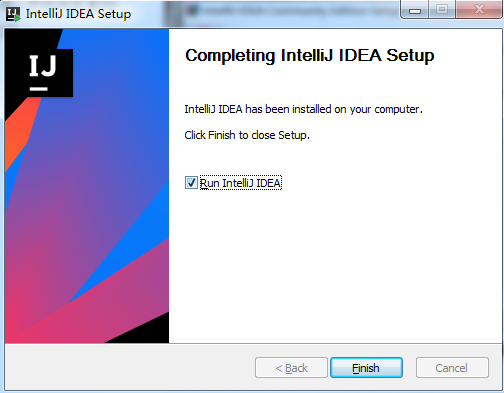 IntelliJ IDEA Setup
IJ
Completing IntelliJ IDEA Setup
IntelliJ IDEA has been installed on your computer.
Click Finish to close Setup.
Run IntelliJ IDEA
< Back
Finish
Cancel